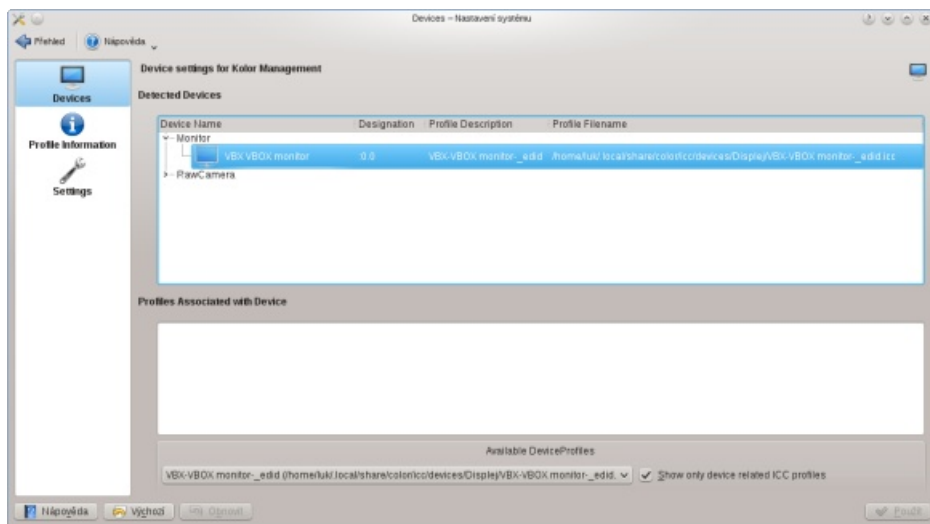 Devices – Nastavení systému
Přehled Nápověda
Devices
Profile Information
Settings
Device settings for Kolor Management
Detected Devices
Device Name Designation Profile Description Profile Filename
Monitor
VBX VBOX monitor :0.0 VBX-VBOX monitor-_edid /home/luk/.local/share/color/icc/devices/Displej/VBX-VBOX monitor-_edid.icc
RawCamera
Profiles Associated with Device
Available DeviceProfiles
VBX-VBOX monitor-_edid (/home/luk/.local/share/color/icc/devices/Displej/VBX-VBOX monitor-_edid. Show only device related ICC profiles
Nápověda Výchozí Obnovit Použít